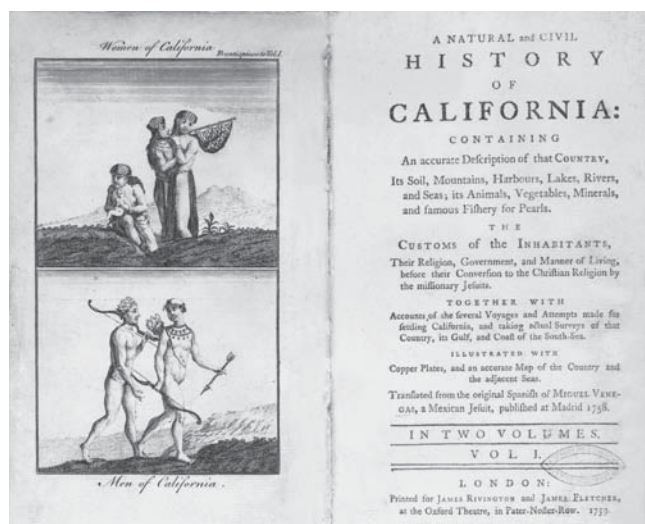 Women of California Frontispiece to Vol. I.
Men of California.
A NATURAL and CIVIL
HISTORY
OF
CALIFORNIA:
CONTAINING
An accurate Deſcription of that COUNTRY,
Its Soil, Mountains, Harbours, Lakes, Rivers,
and Seas; its Animals, Vegetables, Minerals,
and famous Fiſhery for Pearls.
THE
CUSTOMS of the INHABITANTS,
Their Religion, Government, and Manner of Living,
before their Converſion to the Chriſtian Religion by
the miſſionary Jeſuits.
TOGETHER WITH
Accounts of the ſeveral Voyages and Attempts made for
ſettling California, and taking actual Surveys of that
Country, its Gulf, and Coaſt of the South-Sea.
ILLUSTRATED WITH
Copper Plates, and an accurate Map of the Country and
the adjacent Seas.
Tranſlated from the original Spaniſh of MIGUEL VENE-
GAS, a Mexican Jeſuit, publiſhed at Madrid 1758.
IN TWO VOLUMES.
VOL. I.
LONDON:
Printed for JAMES RIVINGTON and JAMES FLETCHER,
at the Oxford Theatre, in Pater-Noſter-Row. 1759.